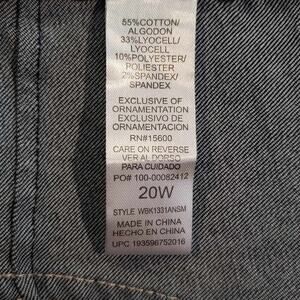 55%COTTON/
ALGODON
33%LYOCELL/
LYOCELL
10%POLYESTER/
POLIESTER
2%SPANDEX/
SPANDEX
EXCLUSIVE OF
ORNAMENTATION
EXCLUSIVO DE
ORNAMENTACION
RN#15600
CARE ON REVERSE
VER AL DORSO
PARA CUIDADO
PO# 100-00082412
20W
STYLE WBK1331ANSM
MADE IN CHINA
HECHO EN CHINA
UPC 193596752016